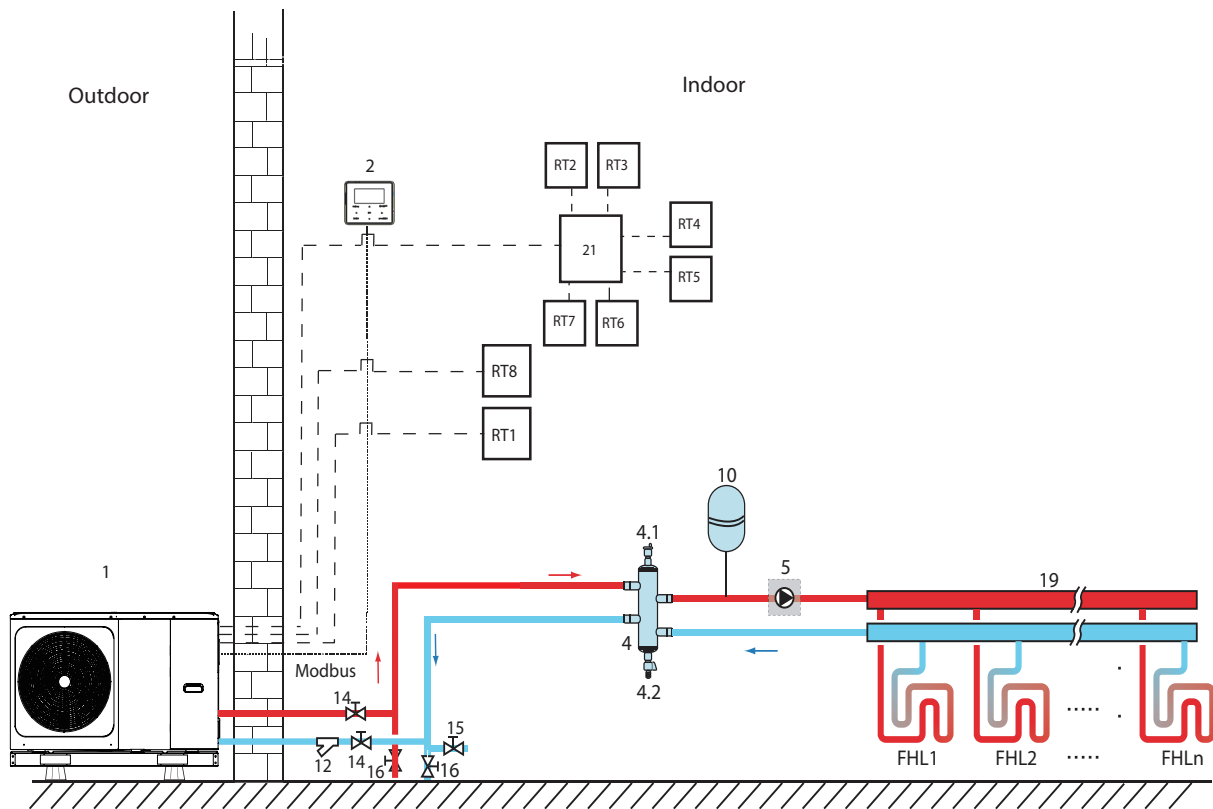 Outdoor
Indoor
2
RT2
RT3
RT4
21
RT5
RT7
RT6
RT8
RT1
10
4.1
5
19
1
4
4.2
Modbus
14
15
12
14
16
16
FHL1
FHL2
.....
FHLn